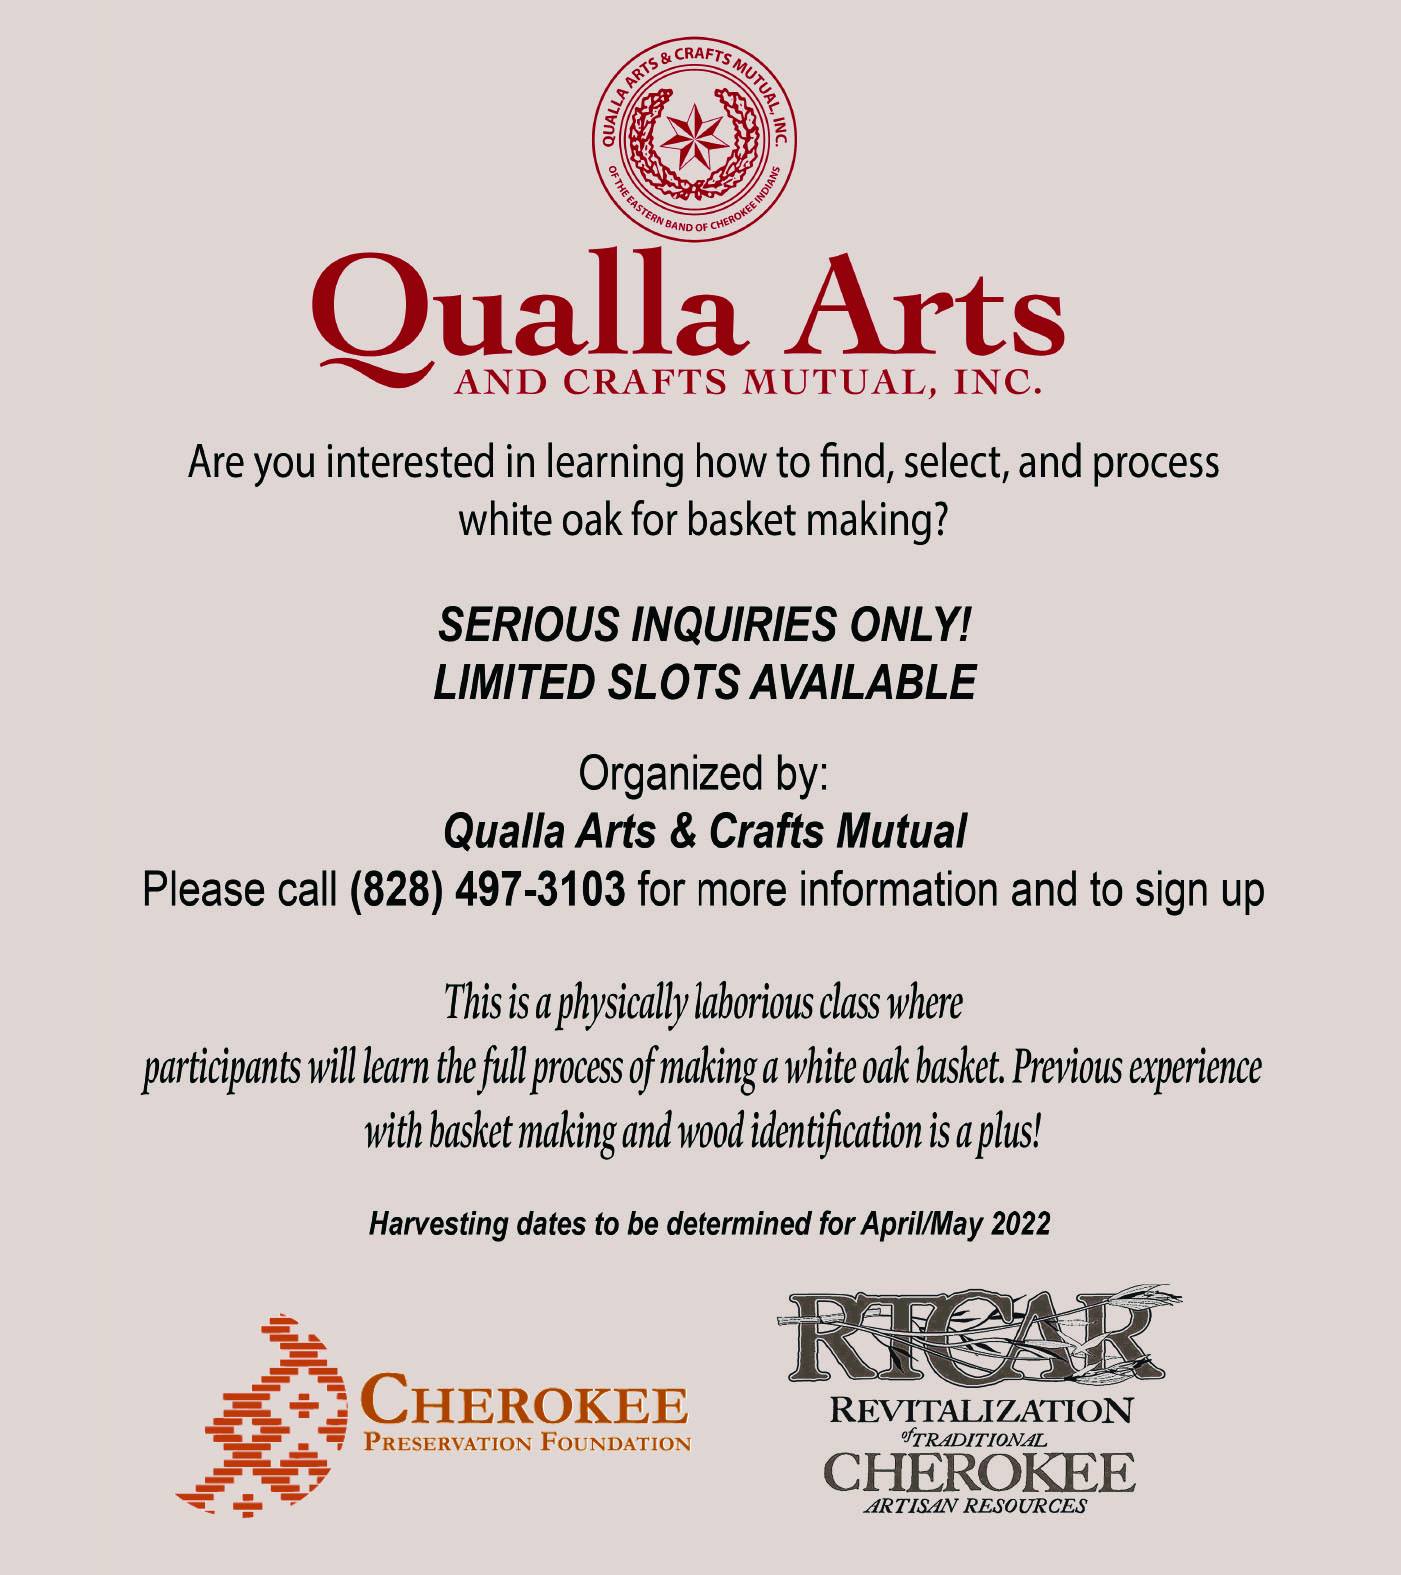 QUALLA ARTS & CRAFTS MUTUAL, INC.
OF THE EASTERN BAND OF CHEROKEE INDIANS
Qualla Arts
AND CRAFTS MUTUAL, INC.
Are you interested in learning how to find, select, and process
white oak for basket making?
SERIOUS INQUIRIES ONLY!
LIMITED SLOTS AVAILABLE
Organized by:
Qualla Arts & Crafts Mutual
Please call (828) 497-3103 for more information and to sign up
This is a physically laborious class where
participants will learn the full process of making a white oak basket. Previous experience
with basket making and wood identification is a plus!
Harvesting dates to be determined for April/May 2022
CHEROKEE
PRESERVATION FOUNDATION
RTCAR
REVITALIZATION
of TRADITIONAL
CHEROKEE
ARTISAN RESOURCES